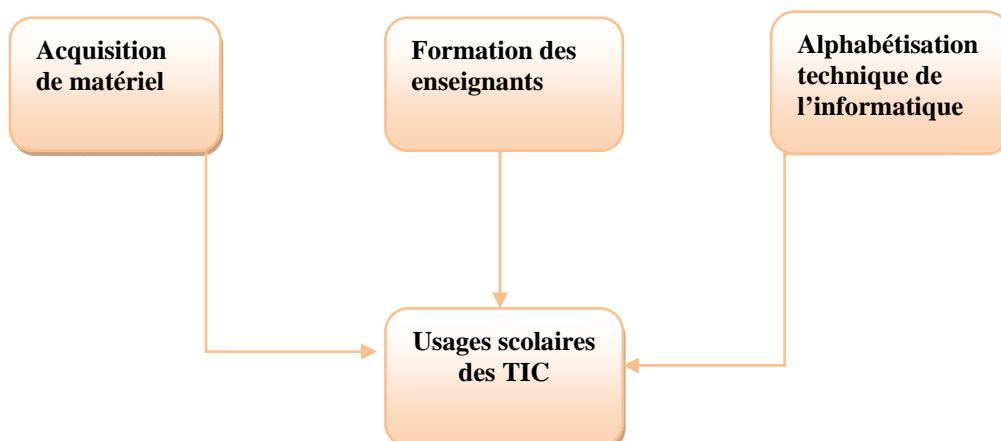 Acquisition
de matériel
Formation des
enseignants
Alphabétisation
technique de
l’informatique
Usages scolaires
des TIC